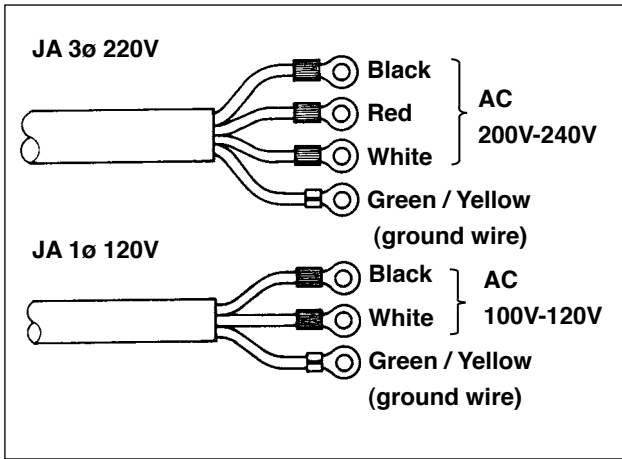 JA 3ø 220V
Black
Red
White
AC
200V-240V
Green / Yellow
(ground wire)
JA 1ø 120V
Black
White
AC
100V-120V
Green / Yellow
(ground wire)